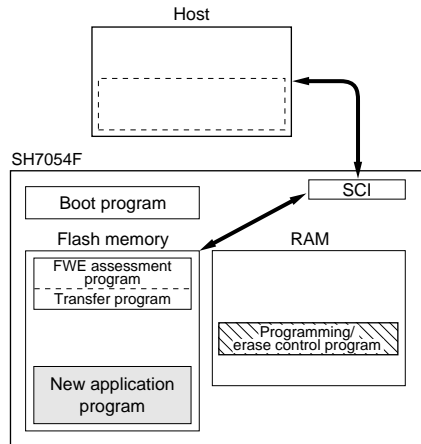 Host
SH7054F
SCI
Boot program
Flash memory
RAM
FWE assessment
program
Transfer program
Programming/
erase control program
New application
program